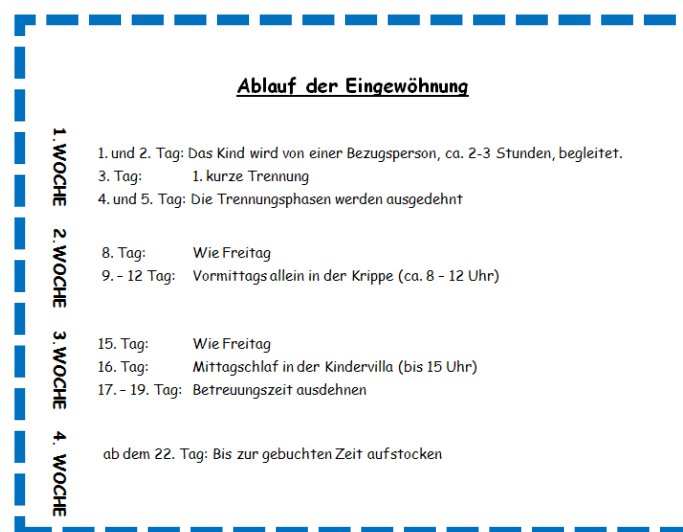 Ablauf der Eingewöhnung
1. WOCHE
1. und 2. Tag: Das Kind wird von einer Bezugsperson, ca. 2-3 Stunden, begleitet.
3. Tag: 1. kurze Trennung
4. und 5. Tag: Die Trennungsphasen werden ausgedehnt
2. WOCHE
8. Tag: Wie Freitag
9. – 12 Tag: Vormittags allein in der Krippe (ca. 8 – 12 Uhr)
3. WOCHE
15. Tag: Wie Freitag
16. Tag: Mittagschlaf in der Kindervilla (bis 15 Uhr)
17. – 19. Tag: Betreuungszeit ausdehnen
4. WOCHE
ab dem 22. Tag: Bis zur gebuchten Zeit aufstocken